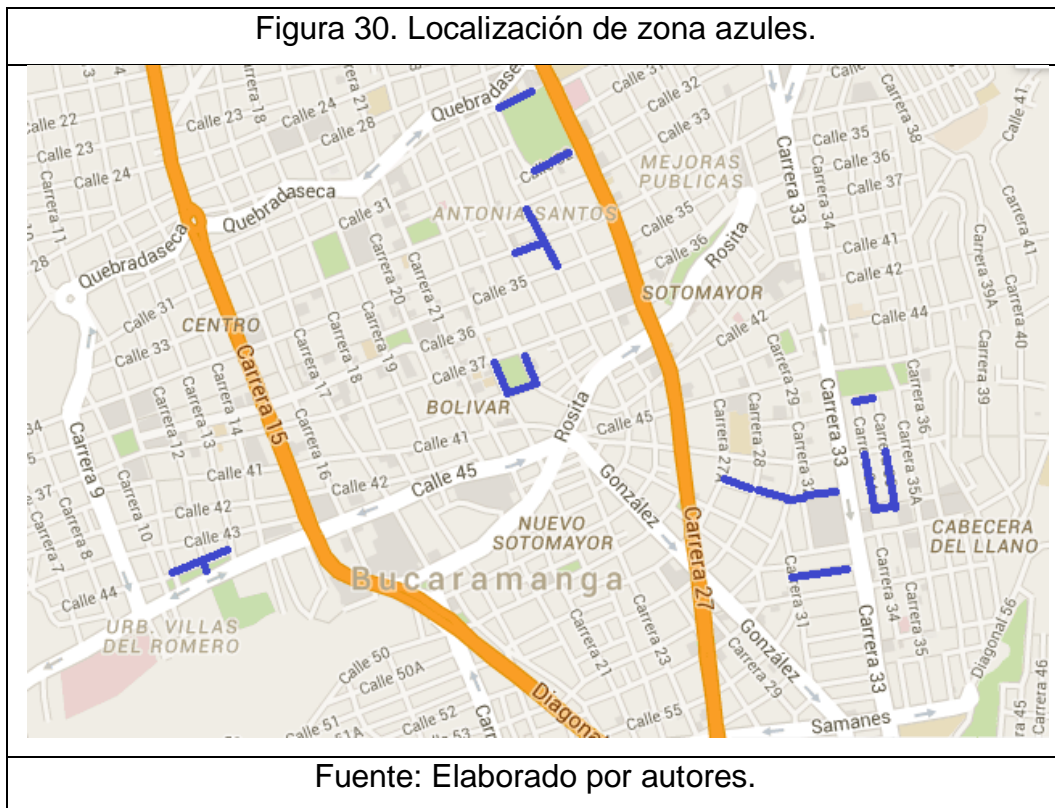 Figura 30. Localización de zona azules.
3
4
Carrera 18
Carrera 21
Calle 22
Calle 23
Calle 24
Calle 28
Calle 23
Calle 24
Quebradaseca
Calle 31
Calle 32
Calle 33
Carrera 38
Calle 41
Calle 35
Calle 36
Calle 37
MEJORAS
PUBLICAS
Carrera 33
Carrera 34
Carrera 11
Quebradaseca
Quebradaseca
Calle 31
ANTONIA SANTOS
Calle 35
Calle 36
Rosita
Calle 41
Calle 42
Carrera 41
28
Carrera 20
Carrera 21
Calle 35
SOTOMAYOR
Carrera 39A
Carrera 40
Calle 31
Calle 33
CENTRO
Carrera 19
Carrera 18
Carrera 17
Calle 36
Calle 37
Calle 42
Calle 44
Carrera 39
Carrera 15
BOLIVAR
Rosita
Calle 45
Carrera 29
Carrera 28
Carrera 27A
Carrera 32
Carrera 33
Carrera 36
Carrera 35A
34
Carrera 14
Carrera 13
Carrera 12
Carrera 16
Calle 41
Calle 41
Calle 42
Calle 45
Carrera 9
Carrera 10
Calle 42
Calle 43
37
Carrera 8
Carrera 7
González
NUEVO
SOTOMAYOR
Carrera 27
CABECERA
DEL LLANO
Calle 44
Bucaramanga
Carrera 31
Carrera 34
Carrera 35
URB. VILLAS
DEL ROMERO
Carrera 21
Carrera 23
Carrera 29
González
Carrera 33
Diagonal 56
Calle 50
Calle 50A
Calle 51
51A
Calle 52
53
Diagonal
Calle 55
Samanes
45
Carrera 46
Fuente: Elaborado por autores.